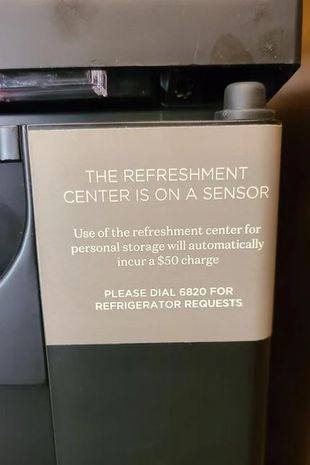 THE REFRESHMENT
CENTER IS ON A SENSOR
Use of the refreshment center for
personal storage will automatically
incur a $50 charge
PLEASE DIAL 6820 FOR
REFRIGERATOR REQUESTS